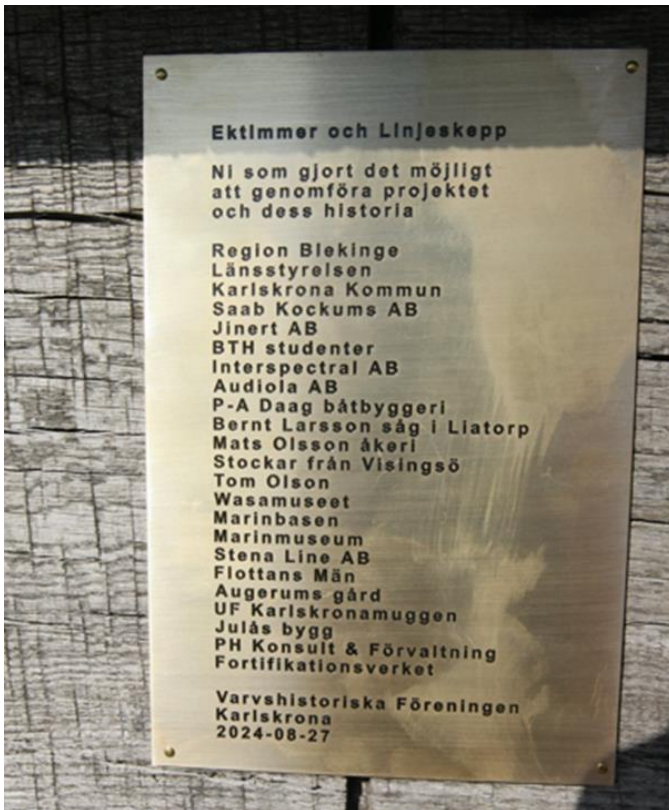 Ektimmer och Linjeskepp
Ni som gjort det möjligt
att genomföra projektet
och dess historia
Region Blekinge
Länsstyrelsen
Karlskrona Kommun
Saab Kockums AB
Jinert AB
BTH studenter
Interspectral AB
Audiola AB
P-A Daag båtbyggeri
Bernt Larsson såg i Liatorp
Mats Olsson åkeri
Stockar från Visingsö
Tom Olson
Wasamuseet
Marinbasen
Marinmuseum
Stena Line AB
Flottans Män
Augerums gård
UF Karlskronamuggen
Julås bygg
PH Konsult & Förvaltning
Fortifikationsverket
Varvshistoriska Föreningen
Karlskrona
2024-08-27